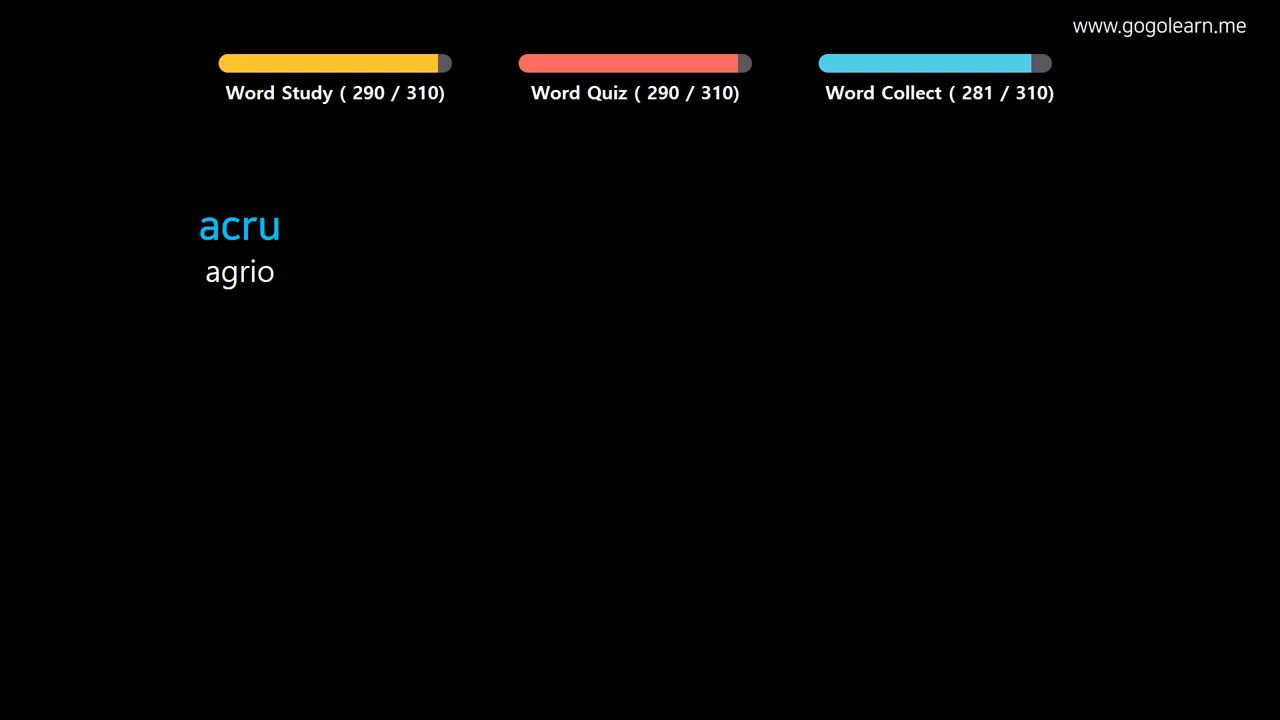 www.gogolearn.me
Word Study ( 290 / 310)
Word Quiz ( 290 / 310)
Word Collect ( 281 / 310)
acru
agrio